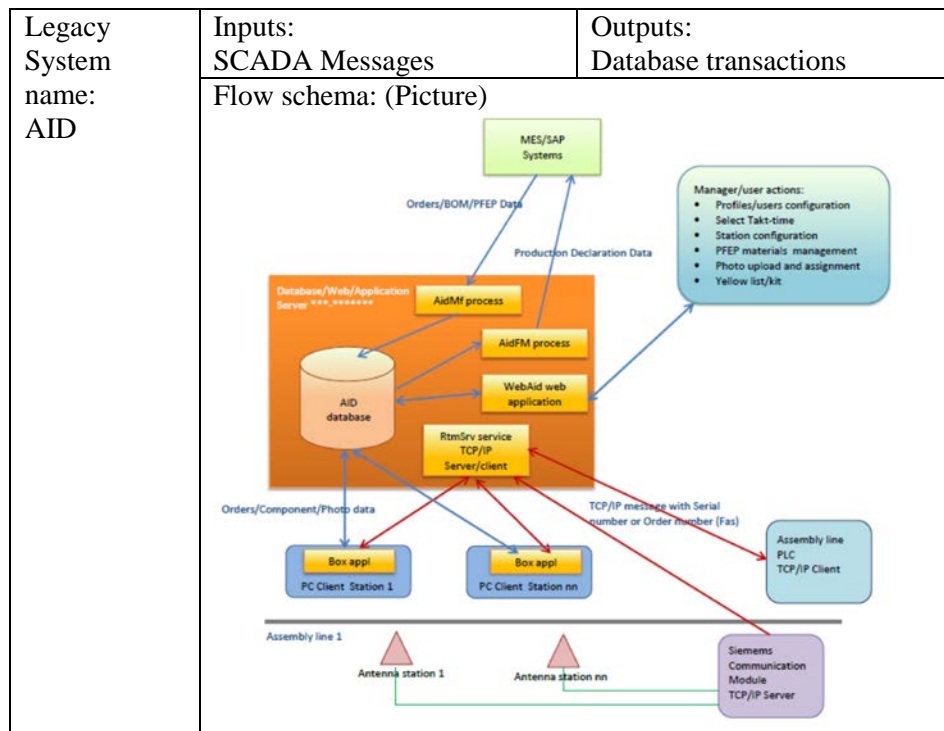 Legacy
System
name:
AID
Inputs:
SCADA Messages
Outputs:
Database transactions
Flow schema: (Picture)
MES/SAP
Systems
Orders/BOM/PFEP Data
Production Declaration Data
Manager/user actions:
• Profiles/users configuration
• Select Takt-time
• Station configuration
• PFEP materials management
• Photo upload and assignment
• Yellow list/kit
Database/Web/Application
Server ***-*******
AidMf process
AidFM process
WebAid web
application
AID
database
RtmSrv service
TCP/IP
Server/client
Orders/Component/Photo data
TCP/IP message with Serial
number or Order number (Fas)
Box appl
PC Client Station 1
Box appl
PC Client Station nn
Assembly line
PLC
TCP/IP Client
Assembly line 1
Antenna station 1
Antenna station nn
Siemems
Communication
Module
TCP/IP Server